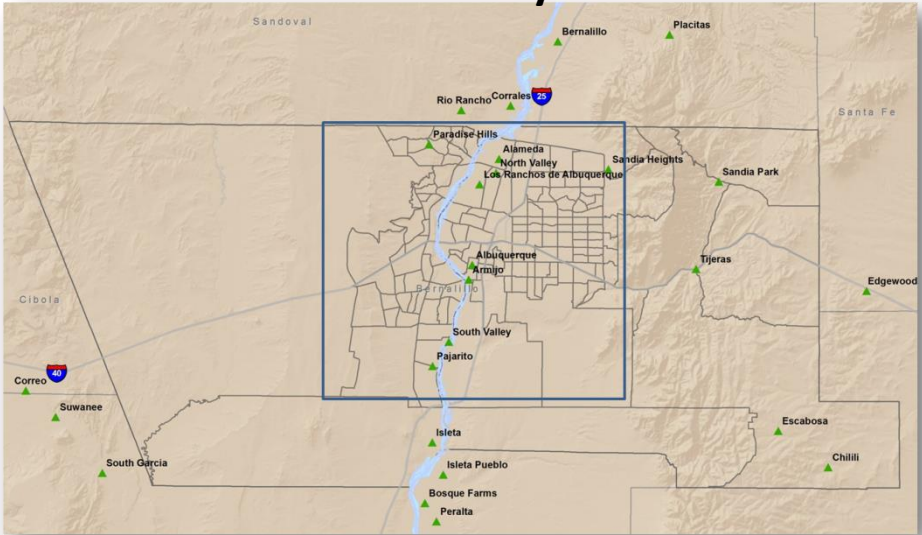 Sandoval
Placitas
Bernalillo
Rio Rancho
Corrales
25
Santa Fe
Paradise Hills
Alameda
North Valley
Sandia Heights
Los Ranchos de Albuquerque
Sandia Park
Albuquerque
Tijeras
Armijo
Edgewood
Bernalillo
Cibola
South Valley
Pajarito
40
Correo
Suwanee
Escabosa
Isleta
Chilili
South Garcia
Isleta Pueblo
Bosque Farms
Peralta